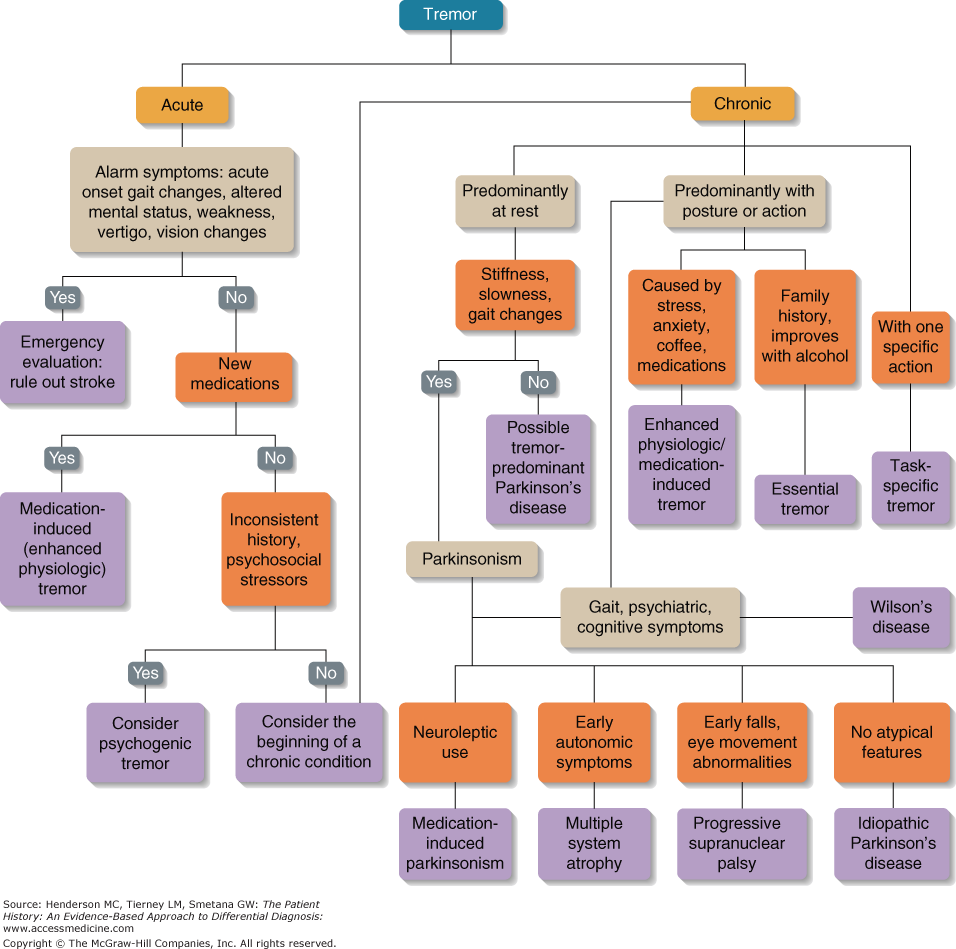 Tremor
Acute
Chronic
Alarm symptoms: acute
onset gait changes, altered
mental status, weakness,
vertigo, vision changes
Predominantly
at rest
Predominantly with
posture or action
Yes
No
Stiffness,
slowness,
gait changes
Caused by
stress,
anxiety,
coffee,
medications
Family
history,
improves
with alcohol
With one
specific
action
Emergency
evaluation:
rule out stroke
New
medications
Yes
No
Possible
tremor-
predominant
Parkinson's
disease
Enhanced
physiologic/
medication-
induced
tremor
Essential
tremor
Task-
specific
tremor
Yes
No
Medication-
induced
(enhanced
physiologic)
tremor
Inconsistent
history,
psychosocial
stressors
Parkinsonism
Gait, psychiatric,
cognitive symptoms
Wilson's
disease
Yes
No
Consider
psychogenic
tremor
Consider the
beginning of a
chronic condition
Neuroleptic
use
Early
autonomic
symptoms
Early falls,
eye movement
abnormalities
No atypical
features
Medication-
induced
parkinsonism
Multiple
system
atrophy
Progressive
supranuclear
palsy
Idiopathic
Parkinson's
disease
Source: Henderson MC, Tierney LM, Smetana GW: The Patient
History: An Evidence-Based Approach to Differential Diagnosis:
www.accessmedicine.com
Copyright © The McGraw-Hill Companies, Inc. All rights reserved.